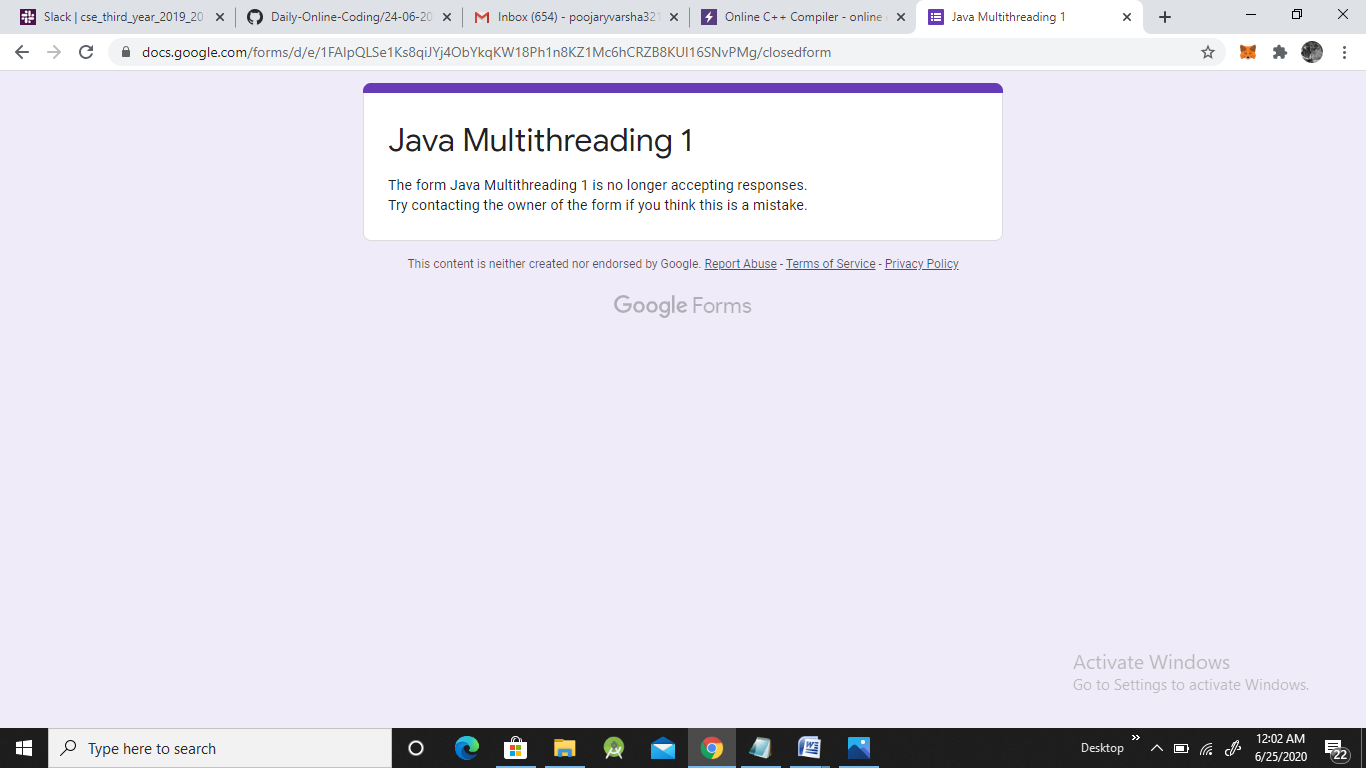 Slack | cse_third_year_2019_20
Daily-Online-Coding/24-06-20
Inbox (654) - poojaryvarsha321
Online C++ Compiler - online
Java Multithreading 1
docs.google.com/forms/d/e/1FAIpQLSe1Ks8qiJYj4ObYkqKW18Ph1n8KZ1Mc6hCRZB8KUl16SNvPMg/closedform
Java Multithreading 1
The form Java Multithreading 1 is no longer accepting responses.
Try contacting the owner of the form if you think this is a mistake.
This content is neither created nor endorsed by Google. Report Abuse - Terms of Service - Privacy Policy
Google Forms
Activate Windows
Go to Settings to activate Windows.
Type here to search
Desktop
12:02 AM
6/25/2020
22